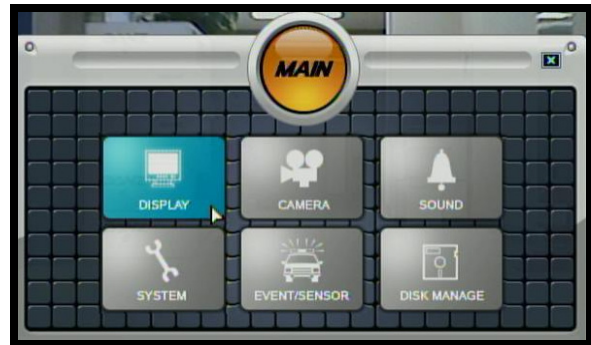 MAIN
DISPLAY
CAMERA
SOUND
SYSTEM
EVENT/SENSOR
DISK MANAGE